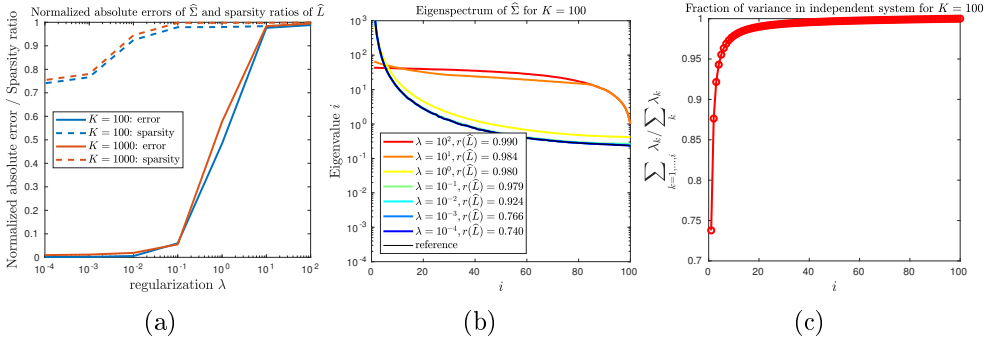 Normalized absolute errors of Σ̂ and sparsity ratios of L̂
Normalized absolute error / Sparsity ratio
1
0.9
0.8
0.7
0.6
0.5
0.4
0.3
0.2
0.1
0
K = 100: error
K = 100: sparsity
K = 1000: error
K = 1000: sparsity
10^-4
10^-3
10^-2
10^-1
10^0
10^1
10^2
regularization λ
(a)
Eigenspectrum of Σ̂ for K = 100
Eigenvalue i
10^3
10^2
10^1
10^0
10^-1
10^-2
10^-3
10^-4
λ = 10^2, r(L̂) = 0.990
λ = 10^1, r(L̂) = 0.984
λ = 10^0, r(L̂) = 0.980
λ = 10^-1, r(L̂) = 0.979
λ = 10^-2, r(L̂) = 0.924
λ = 10^-3, r(L̂) = 0.766
λ = 10^-4, r(L̂) = 0.740
reference
0
20
40
60
80
100
i
(b)
Fraction of variance in independent system for K = 100
∑_{k=1,...,i} λ_k / ∑_k λ_k
1
0.95
0.9
0.85
0.8
0.75
0.7
0
20
40
60
80
100
i
(c)